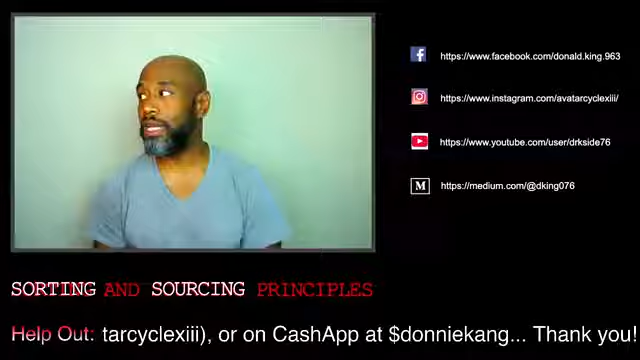 https://www.facebook.com/donald.king.963
https://www.instagram.com/avatarcyclexiii/
https://www.youtube.com/user/drkside76
M https://medium.com/@dking076
SORTING AND SOURCING PRINCIPLES
Help Out: tarcyclexiii), or on CashApp at $donniekang... Thank you!